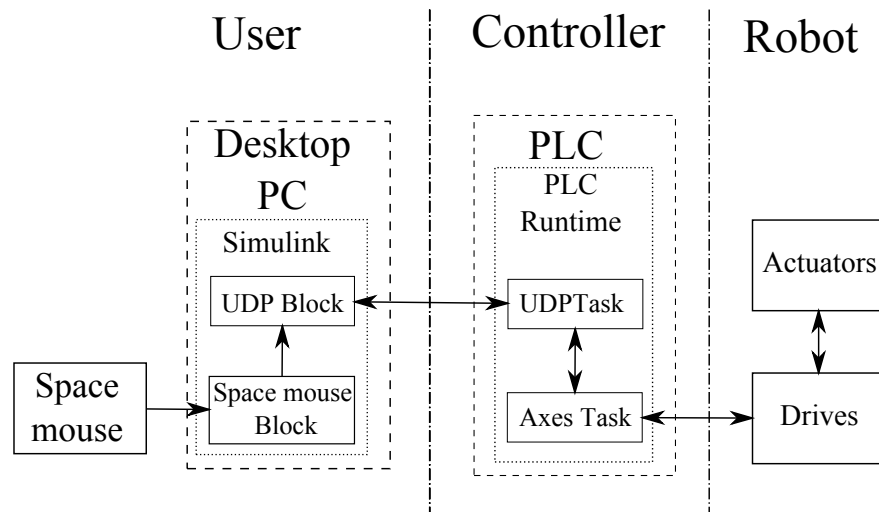 User
Controller
Robot
Desktop
PC
Simulink
UDP Block
Space mouse
Block
Space
mouse
PLC
PLC
Runtime
UDPTask
Axes Task
Actuators
Drives